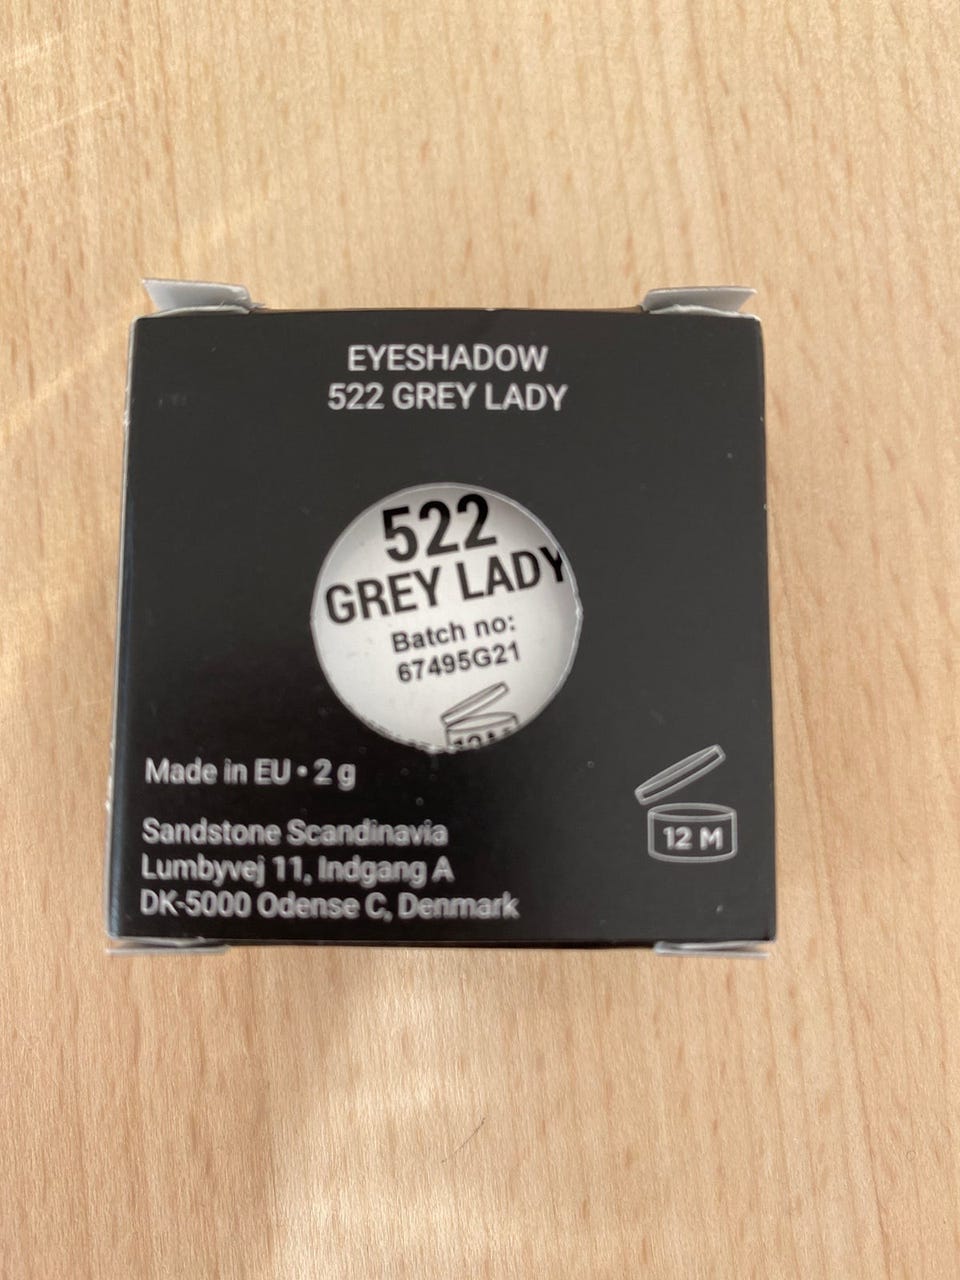 EYESHADOW
522 GREY LADY
522
GREY LADY
Batch no:
67495G21
Made in EU • 2 g
12 M
Sandstone Scandinavia
Lumbyvej 11, Indgang A
DK-5000 Odense C, Denmark